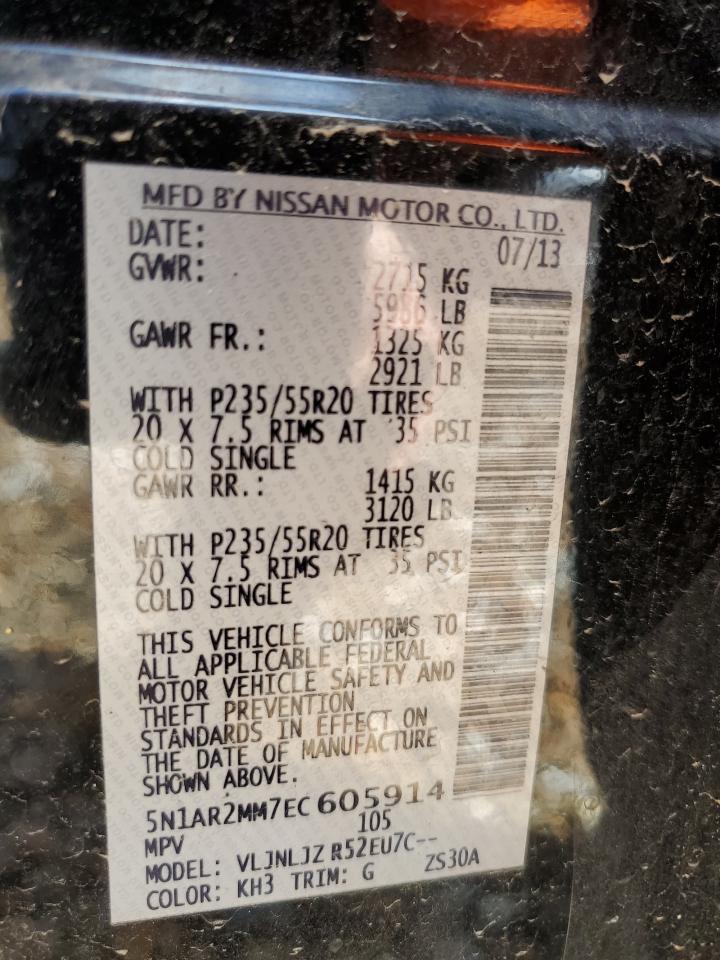 MFD BY NISSAN MOTOR CO., LTD.
DATE: 07/13
GVWR: 2715 KG
5986 LB
GAWR FR.: 1325 KG
2921 LB
WITH P235/55R20 TIRES
20 X 7.5 RIMS AT 35 PSI
COLD SINGLE
GAWR RR.: 1415 KG
3120 LB
WITH P235/55R20 TIRES
20 X 7.5 RIMS AT 35 PSI
COLD SINGLE
THIS VEHICLE CONFORMS TO
ALL APPLICABLE FEDERAL
MOTOR VEHICLE SAFETY AND
THEFT PREVENTION
STANDARDS IN EFFECT ON
THE DATE OF MANUFACTURE
SHOWN ABOVE.
5N1AR2MM7EC605914
MPV 105
MODEL: VLJNLJZ R52EU7C--
COLOR: KH3 TRIM: G ZS30A